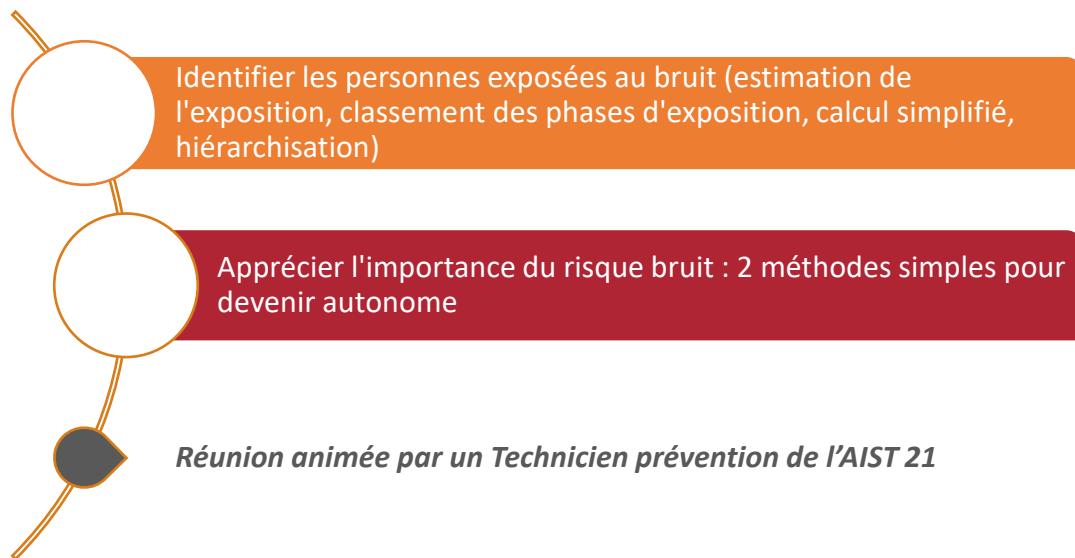 Identifier les personnes exposées au bruit (estimation de
l'exposition, classement des phases d'exposition, calcul simplifié,
hiérarchisation)
Apprécier l'importance du risque bruit : 2 méthodes simples pour
devenir autonome
Réunion animée par un Technicien prévention de l’AIST 21